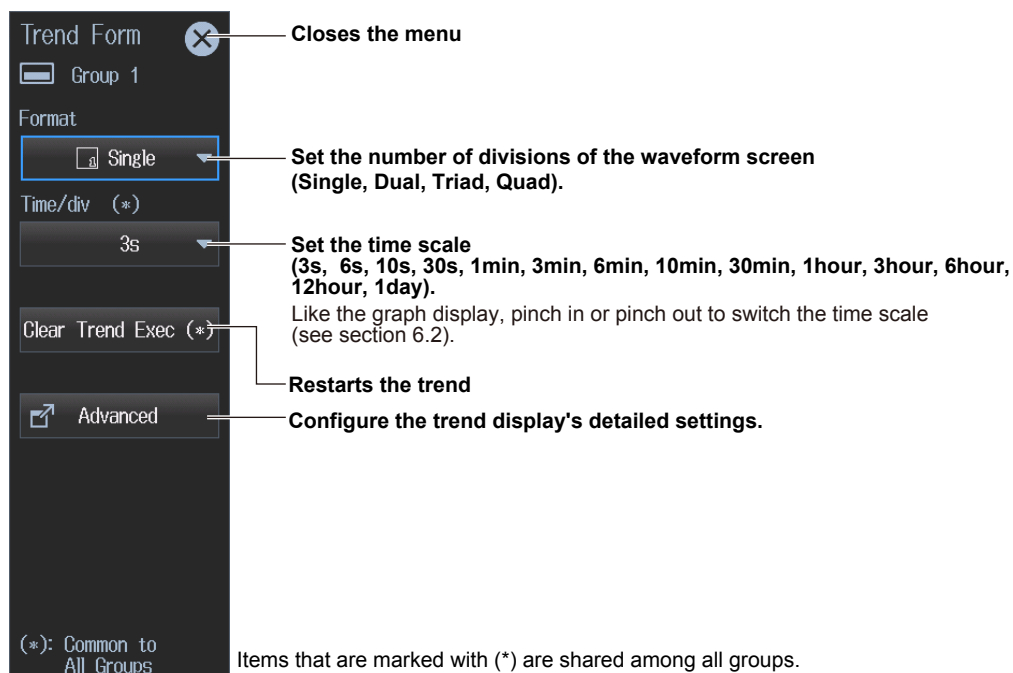 Trend Form
Closes the menu
Group 1
Format
a Single
Set the number of divisions of the waveform screen
(Single, Dual, Triad, Quad).
Time/div (*)
3s
Set the time scale
(3s, 6s, 10s, 30s, 1min, 3min, 6min, 10min, 30min, 1hour, 3hour, 6hour,
12hour, 1day).
Like the graph display, pinch in or pinch out to switch the time scale
(see section 6.2).
Clear Trend Exec (*)
Restarts the trend
Advanced
Configure the trend display's detailed settings.
(*): Common to
All Groups
Items that are marked with (*) are shared among all groups.